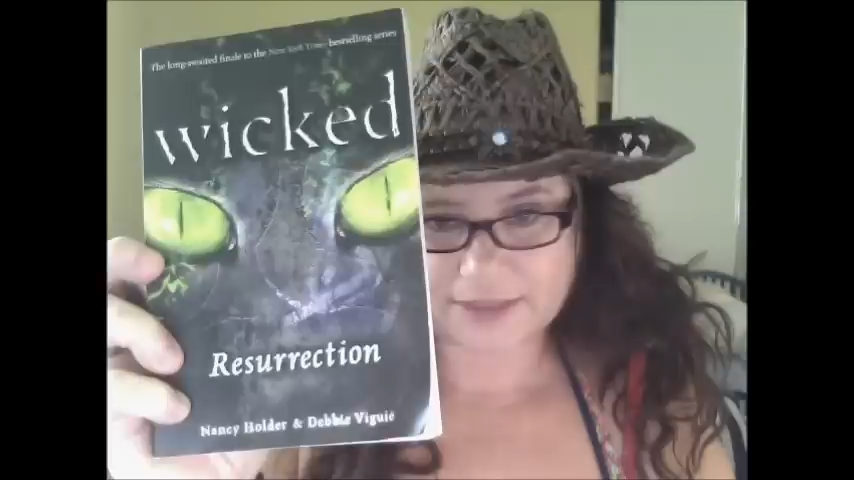 The long-awaited finale to the New York Times bestselling series
wicked
Resurrection
Nancy Holder & Debbie Viguié